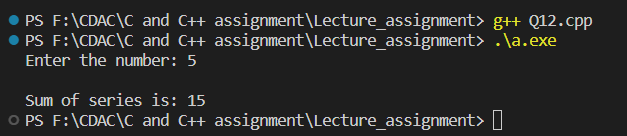 PS F:\CDAC\C and C++ assignment\Lecture_assignment> g++ Q12.cpp
PS F:\CDAC\C and C++ assignment\Lecture_assignment> .\a.exe
Enter the number: 5
Sum of series is: 15
PS F:\CDAC\C and C++ assignment\Lecture_assignment>